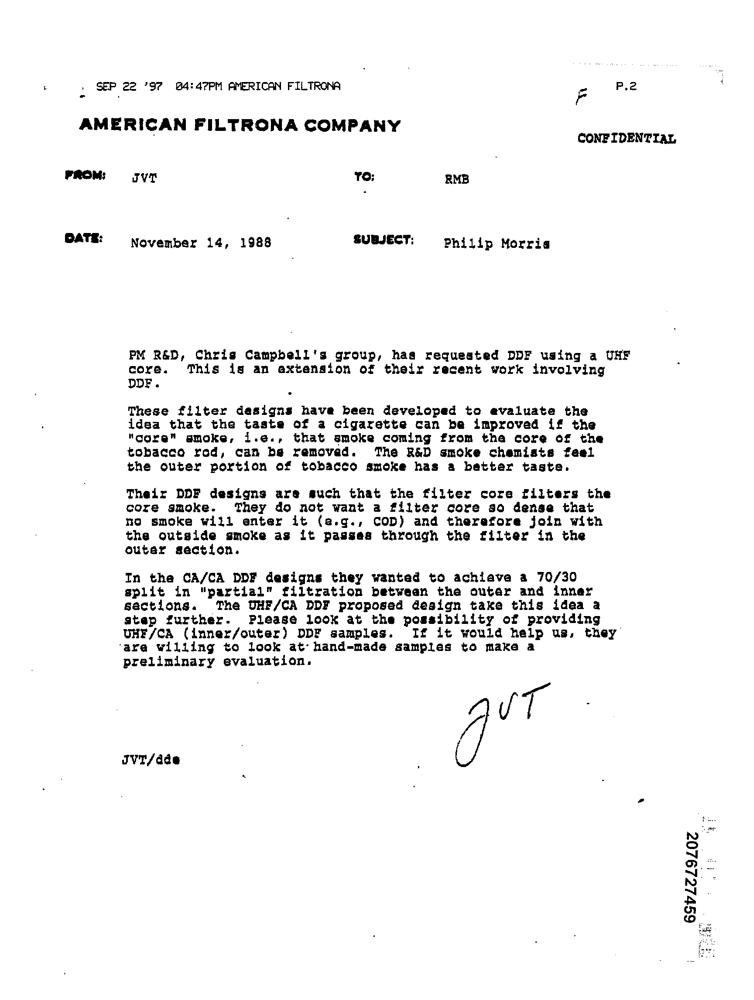 SEP 22 '97 04:47PM AMERICAN FILTRONA P.2
F
AMERICAN FILTRONA COMPANY
CONFIDENTIAL
FROM: JVT TO: RMB
DATE: November 14, 1988 SUBJECT: Philip Morris
PM R&D, Chris Campbell's group, has requested DDF using a UHF
core. This is an extension of their recent work involving
DDF.
These filter designs have been developed to evaluate the
idea that the taste of a cigarette can be improved if the
"core" smoke, i.e., that smoke coming from the core of the
tobacco rod, can be removed. The R&D smoke chemists feel
the outer portion of tobacco smoke has a better taste.
Their DDF designs are such that the filter core filters the
core smoke. They do not want a filter core so dense that
no smoke will enter it (e.g., COD) and therefore join with
the outside smoke as it passes through the filter in the
outer section.
In the CA/CA DDF designs they wanted to achieve a 70/30
split in "partial" filtration between the outer and inner
sections. The UHF/CA DDF proposed design take this idea a
step further. Please look at the possibility of providing
UHF/CA (inner/outer) DDF samples. If it would help us, they
are willing to look at hand-made samples to make a
preliminary evaluation.
JVT
JVT/dde
2076727459